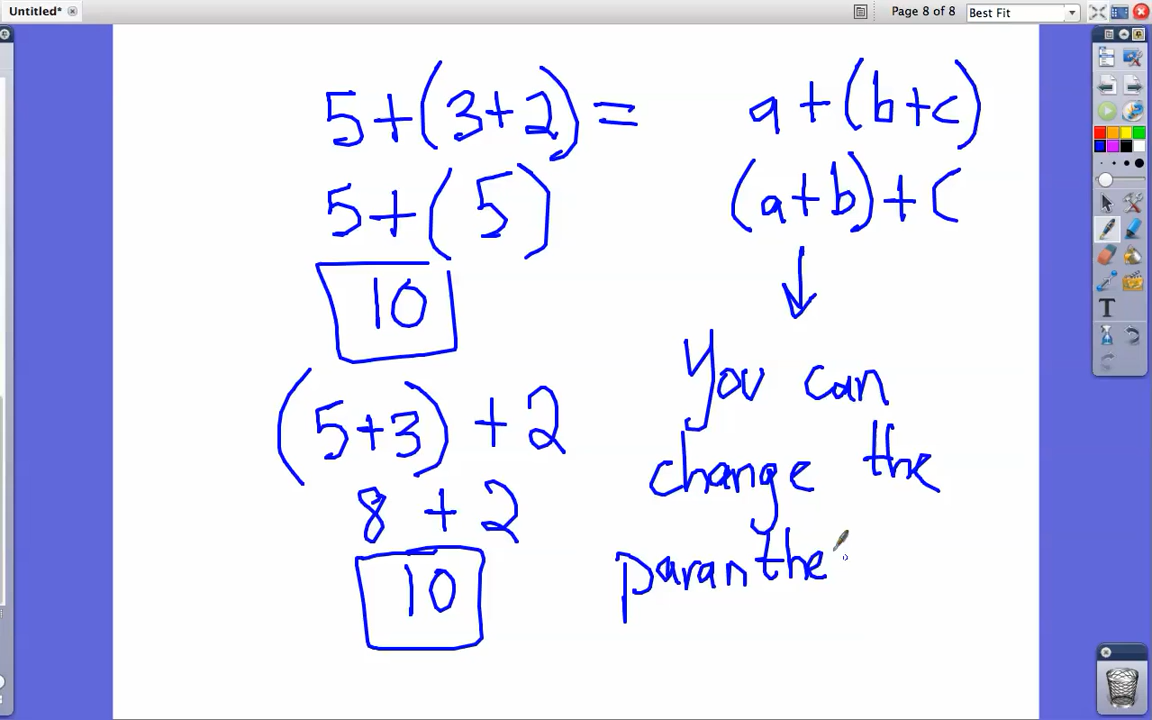 Untitled*
Page 8 of 8
Best Fit
5+(3+2)=
5+(5)
10
(5+3)+2
8+2
10
a+(b+c)
(a+b)+c
↓
You can
change the
paranthe
T